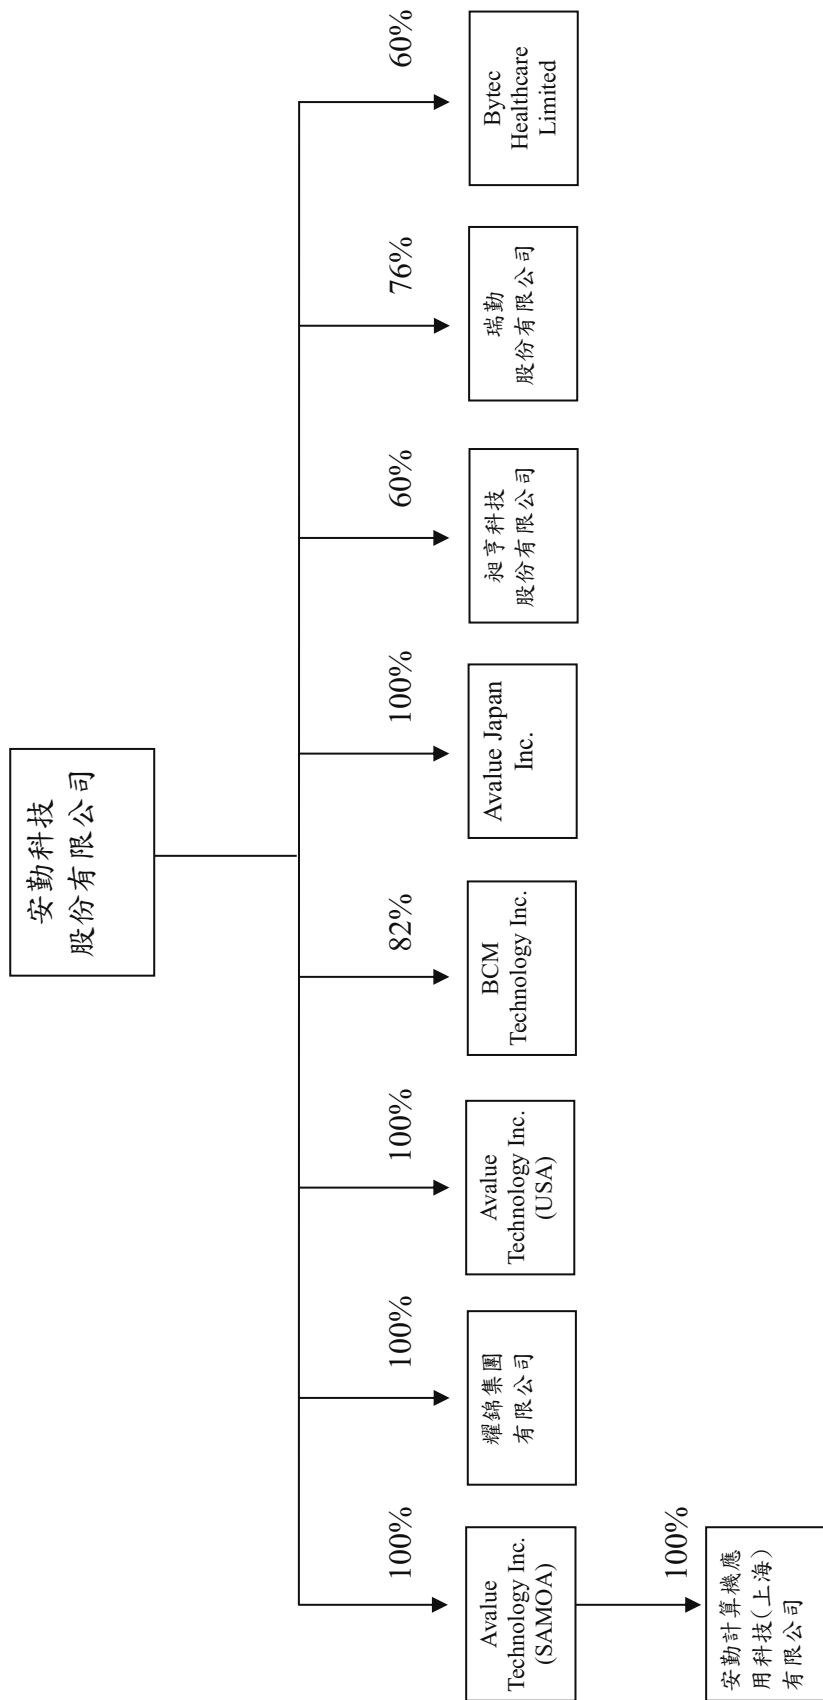 安勤科技
股份有限公司
100%
100%
100%
82%
100%
60%
76%
60%
Avalue
Technology Inc.
(SAMOA)
耀錦集團
有限公司
Avalue
Technology Inc.
(USA)
BCM
Technology Inc.
Avalue Japan
Inc.
昶亨科技
股份有限公司
瑞勤
股份有限公司
Bytec
Healthcare
Limited
100%
安勤計算機應
用科技(上海)
有限公司